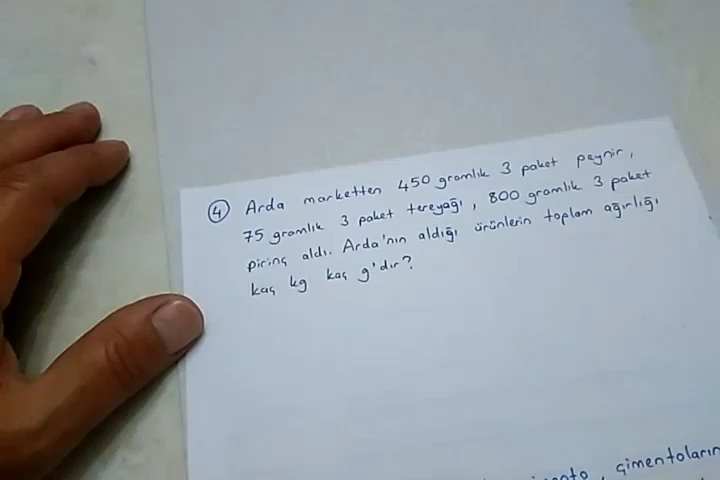 4 Arda marketten 450 gramlık 3 paket peynir,
75 gramlık 3 paket tereyağı, 800 gramlık 3 paket
pirinç aldı. Arda'nın aldığı ürünlerin toplam ağırlığı
kaç kg kaç g'dır?
, çimentoların